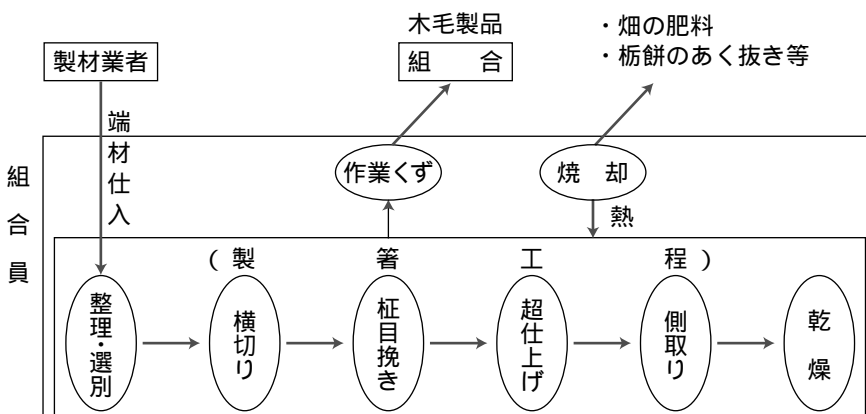 木毛製品
・畑の肥料
製材業者
組　合
・栃餅のあく抜き等
端材仕入
作業くず
焼　却
熱
組合員
(製箸工程)
整理・選別
横切り
柾目挽き
超仕上げ
側取り
乾燥